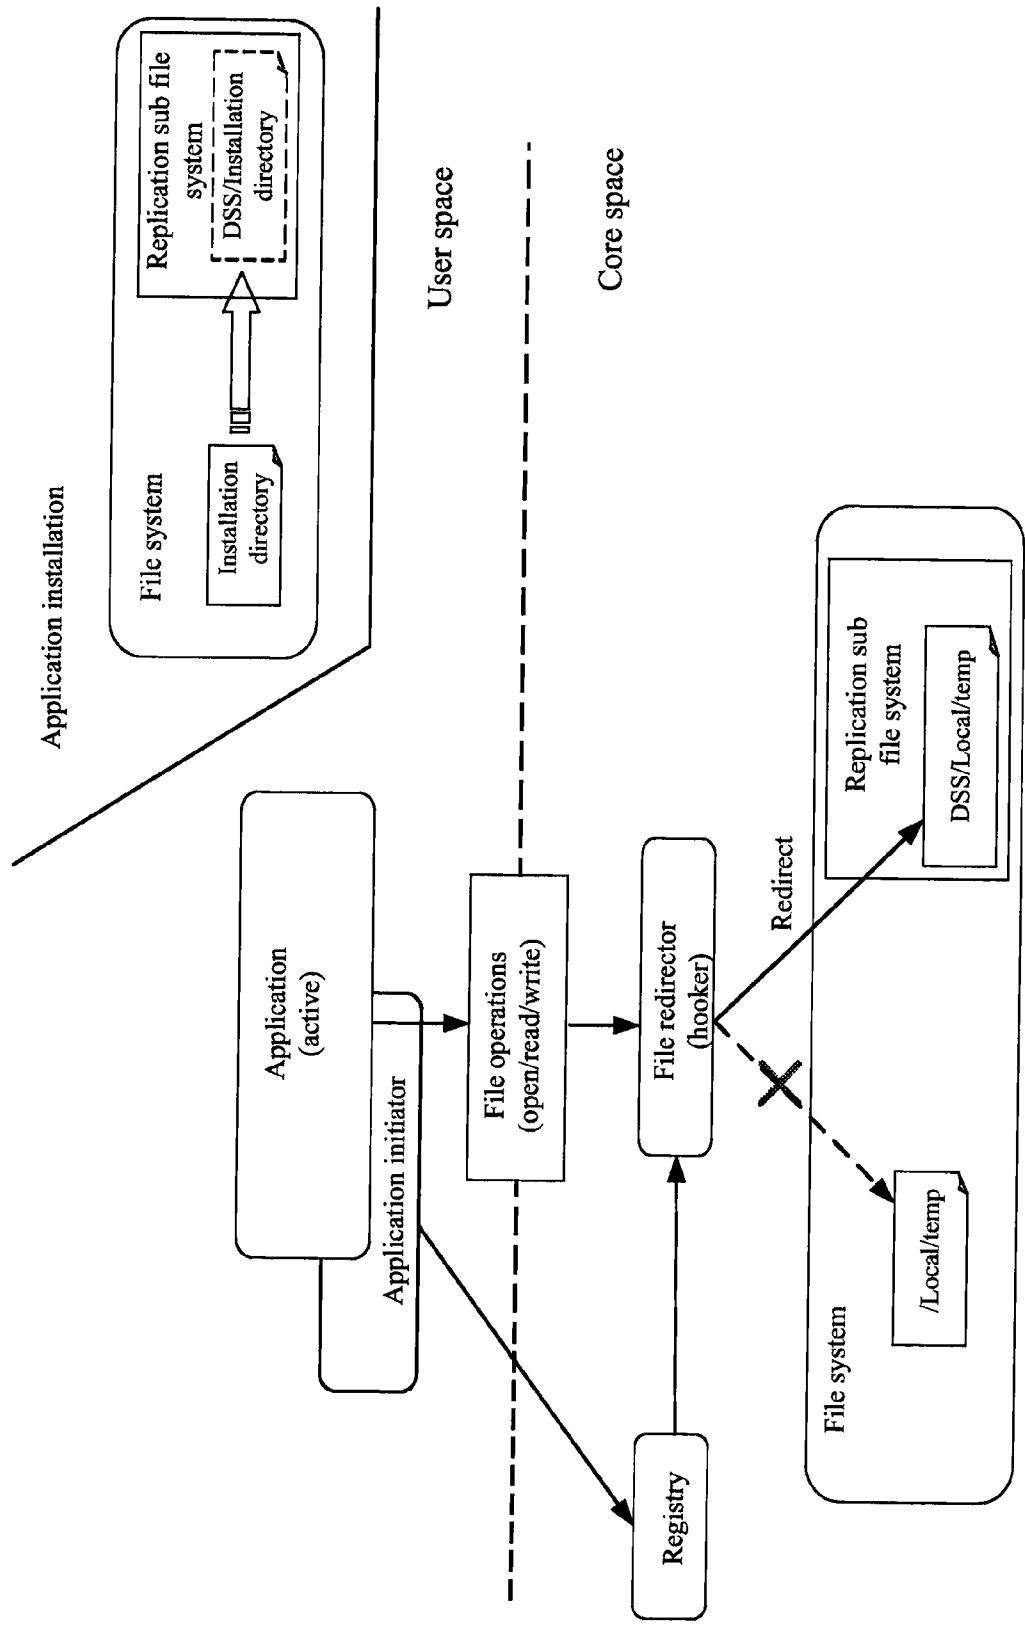 Application installation
File system
Installation
directory
Replication sub file
system
DSS/Installation
directory
Application
(active)
Application initiator
User space
File operations
(open/read/write)
Core space
Registry
File redirector
(hooker)
Redirect
File system
/Local/temp
Replication sub
file system
DSS/Local/temp